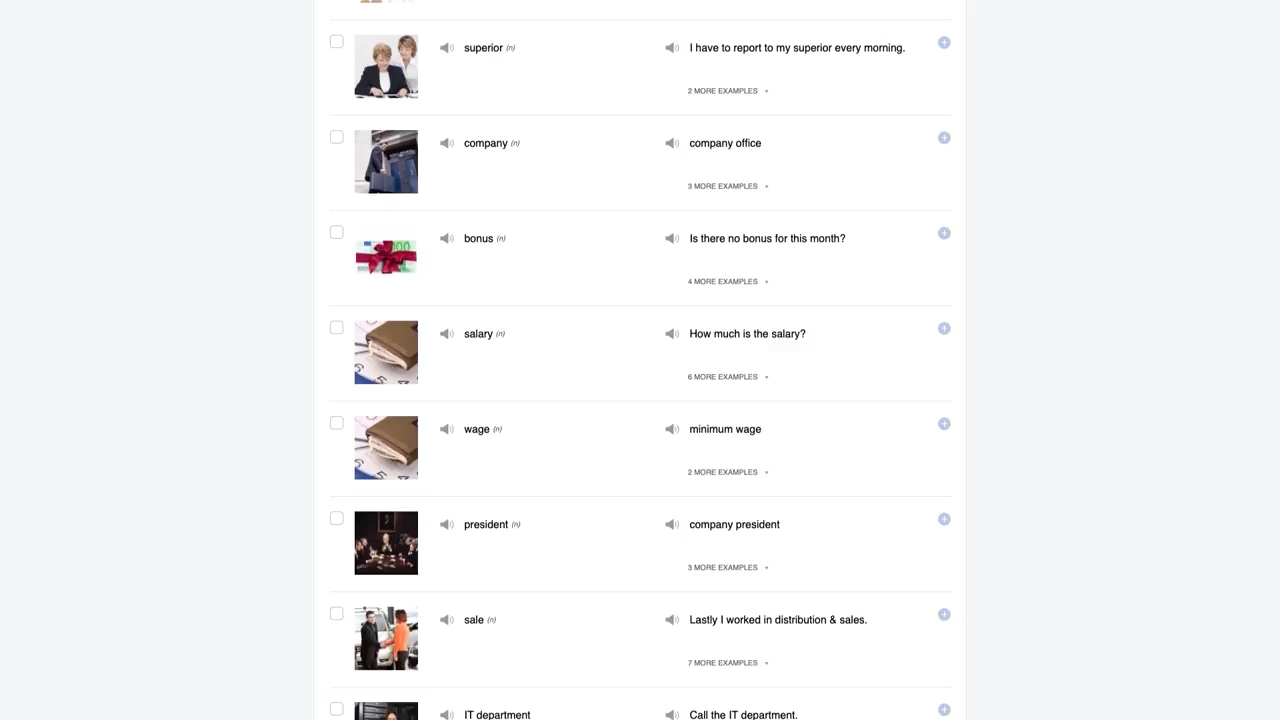 superior (n) I have to report to my superior every morning.
2 MORE EXAMPLES
company (n) company office
3 MORE EXAMPLES
bonus (n) Is there no bonus for this month?
4 MORE EXAMPLES
salary (n) How much is the salary?
6 MORE EXAMPLES
wage (n) minimum wage
2 MORE EXAMPLES
president (n) company president
3 MORE EXAMPLES
sale (n) Lastly I worked in distribution & sales.
7 MORE EXAMPLES
IT department Call the IT department.